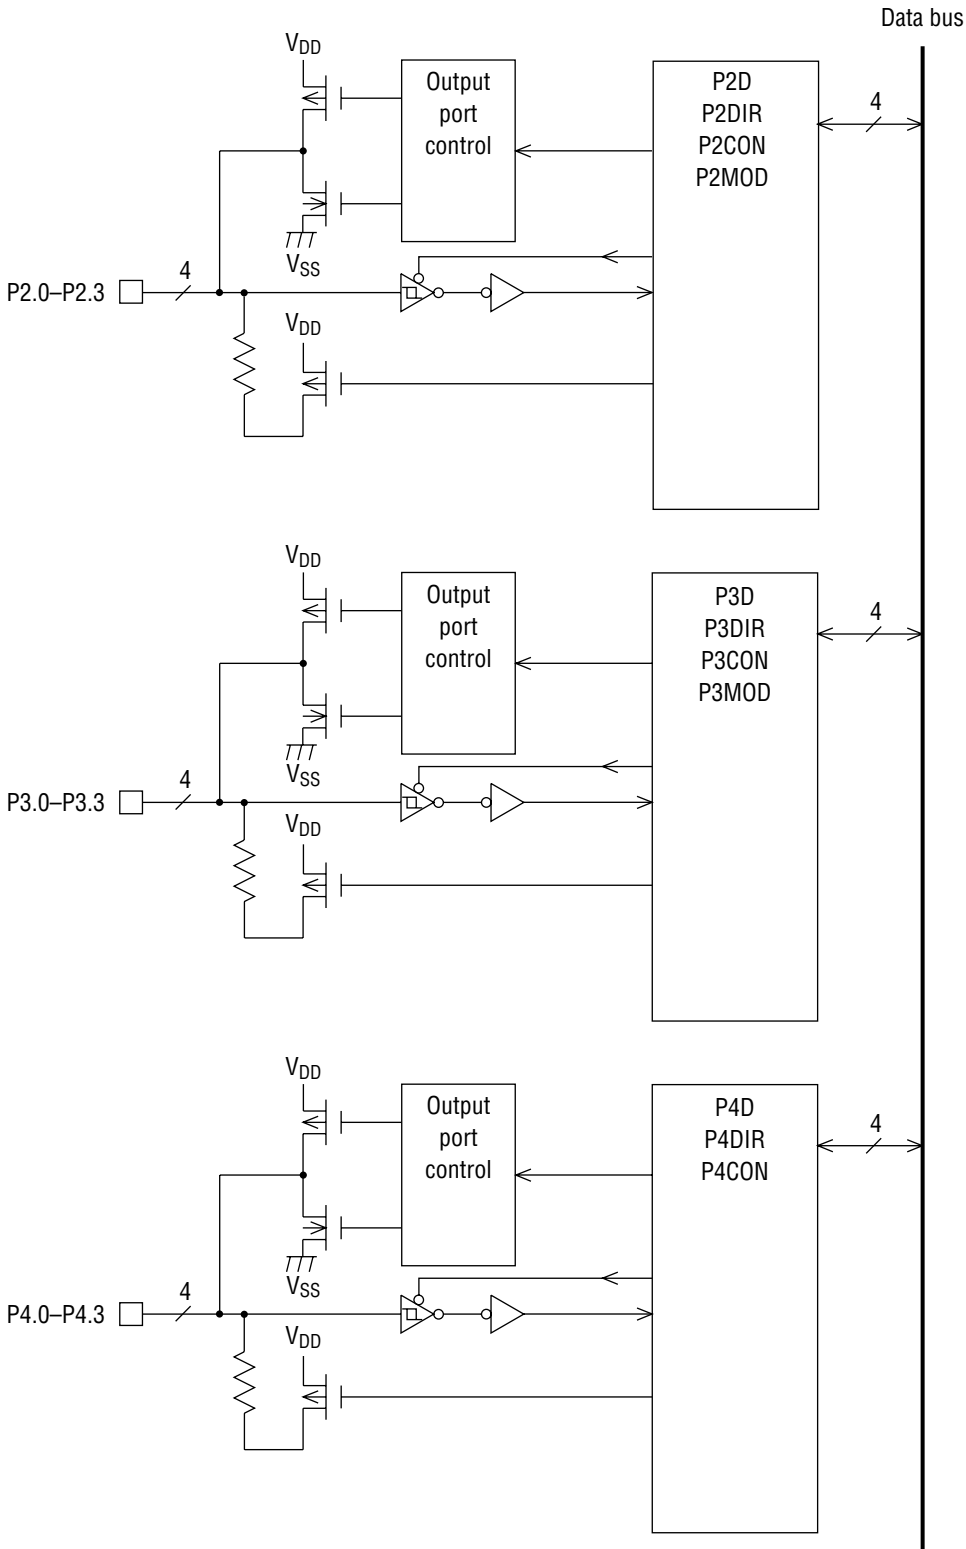 Data bus
VDD
Output
port
control
P2D
P2DIR
P2CON
P2MOD
4
VSS
P2.0–P2.3
4
VDD
VDD
Output
port
control
P3D
P3DIR
P3CON
P3MOD
4
VSS
P3.0–P3.3
4
VDD
VDD
Output
port
control
P4D
P4DIR
P4CON
4
VSS
P4.0–P4.3
4
VDD